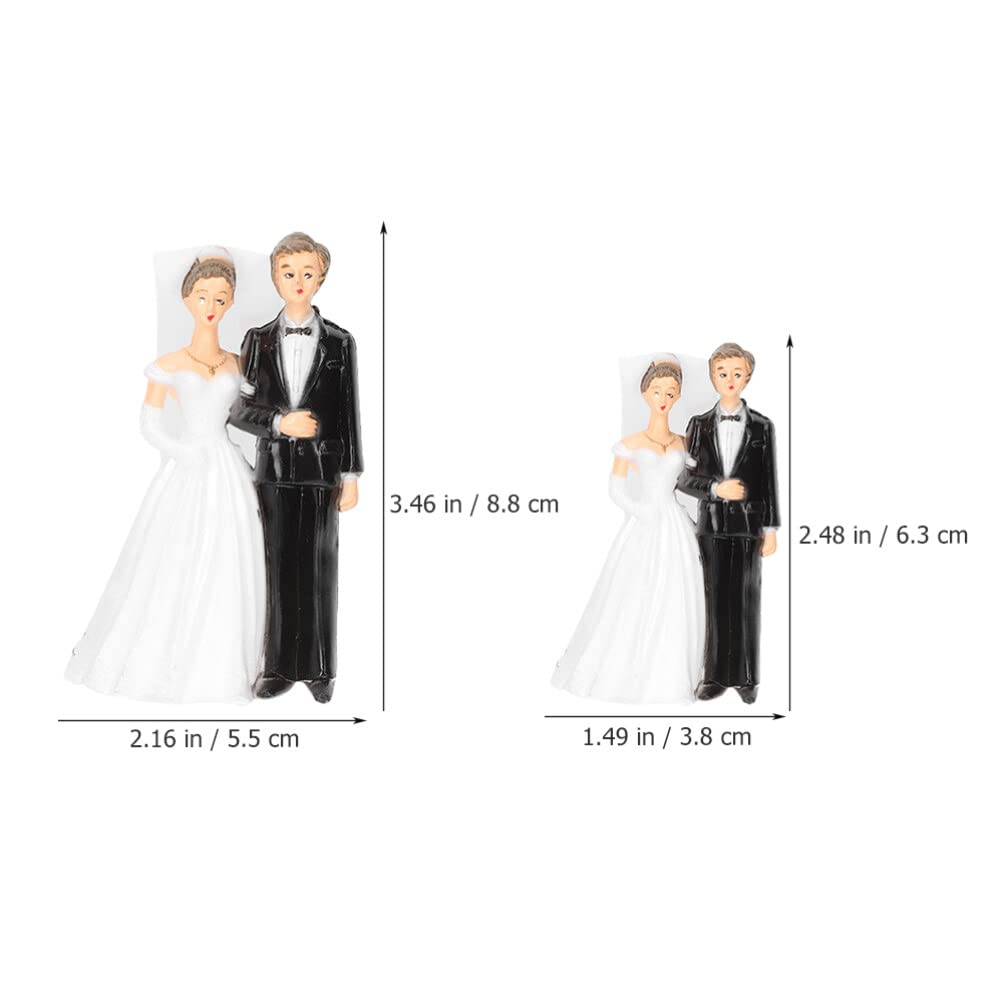 3.46 in / 8.8 cm
2.48 in / 6.3 cm
2.16 in / 5.5 cm
1.49 in / 3.8 cm